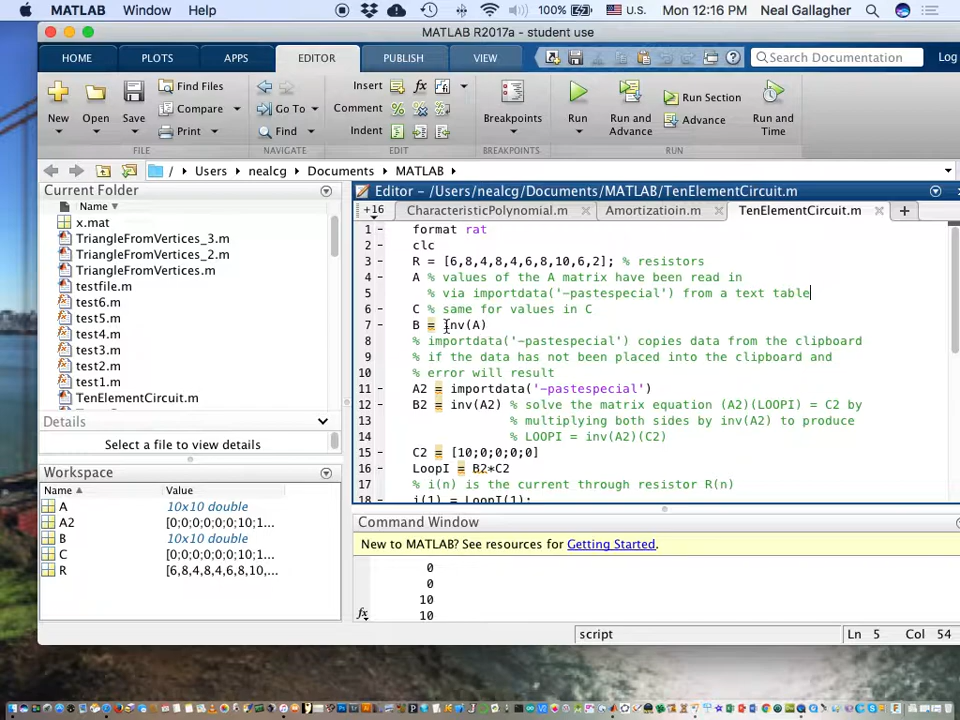 MATLAB Window Help 100% U.S. Mon 12:16 PM Neal Gallagher
MATLAB R2017a - student use
HOME PLOTS APPS EDITOR PUBLISH VIEW Search Documentation Log
New Open Save Find Files Compare Print
Insert fx
Comment
Indent
Go To
Find
Breakpoints Run Run and Advance Run Section Advance Run and Time
FILE NAVIGATE EDIT BREAKPOINTS RUN
/ Users nealcg Documents MATLAB
Current Folder
Name
x.mat
TriangleFromVertices_3.m
TriangleFromVertices_2.m
TriangleFromVertices.m
testfile.m
test6.m
test5.m
test4.m
test3.m
test2.m
test1.m
TenElementCircuit.m
Details
Select a file to view details
Workspace
Name Value
A 10x10 double
A2 [0;0;0;0;0;10;1...
B 10x10 double
C [0;0;0;0;0;0;0;2...
R [6,8,4,8,4,6,8,10,...
Editor - /Users/nealcg/Documents/MATLAB/TenElementCircuit.m
+16 CharacteristicPolynomial.m Amortizatioin.m TenElementCircuit.m
1 format rat
2 clc
3 R = [6,8,4,8,4,6,8,10,6,2]; % resistors
4 A % values of the A matrix have been read in
5 % via importdata('-pastespecial') from a text table
6 C % same for values in C
7 B = inv(A)
8 % importdata('-pastespecial') copies data from the clipboard
9 % if the data has not been placed into the clipboard and
10 % error will result
11 A2 = importdata('-pastespecial')
12 B2 = inv(A2) % solve the matrix equation (A2)(LOOPI) = C2 by
13 % multiplying both sides by inv(A2) to produce
14 % LOOPI = inv(A2)(C2)
15 C2 = [10;0;0;0;0]
16 LoopI = B2*C2
17 % i(n) is the current through resistor R(n)
18 i(1) = LoopI(1);
Command Window
New to MATLAB? See resources for Getting Started.
0
0
10
10
fx
script Ln 5 Col 54